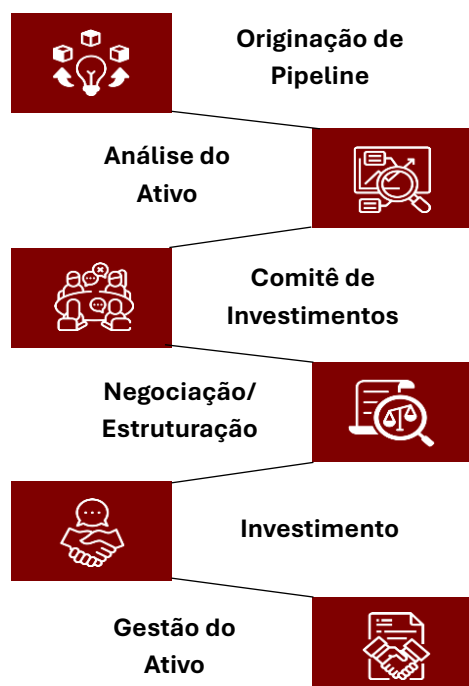 Originação de
Pipeline
Análise do
Ativo
Comitê de
Investimentos
Negociação/
Estruturação
Investimento
Gestão do
Ativo